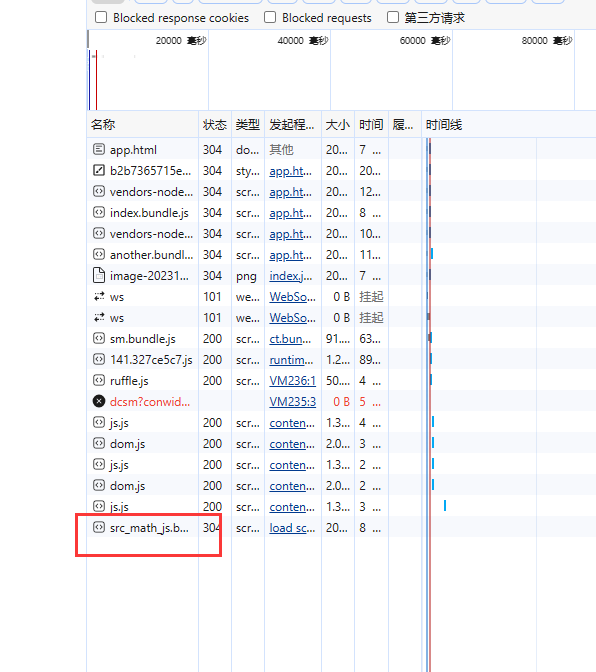 Blocked response cookies Blocked requests 第三方请求
20000 毫秒 40000 毫秒 60000 毫秒 80000 毫秒
名称 状态 类型 发起程... 大小 时间 履... 时间线
app.html 304 do... 其他 20... 7 ...
b2b7365715e... 304 sty... app.ht... 20... 20...
vendors-node... 304 scr... app.ht... 20... 12...
index.bundle.js 304 scr... app.ht... 20... 8 ...
vendors-node... 304 scr... app.ht... 20... 10...
another.bundl... 304 scr... app.ht... 20... 11...
image-20231... 304 png index.j... 20... 7 ...
ws 101 we... WebSo... 0 B 挂起
ws 101 we... WebSo... 0 B 挂起
sm.bundle.js 200 scr... ct.bun... 91.... 63...
141.327ce5c7.js 200 scr... runtim... 1.2... 89...
ruffle.js 200 scr... VM236:1 50.... 4 ...
dcsm?conwid... VM235:3 0 B 5 ...
js.js 200 scr... conten... 1.3... 4 ...
dom.js 200 scr... conten... 2.0... 3 ...
js.js 200 scr... conten... 1.3... 2 ...
dom.js 200 scr... conten... 2.0... 2 ...
js.js 200 scr... conten... 1.3... 3 ...
src_math_js.b... 304 scr... load sc... 20... 8 ...